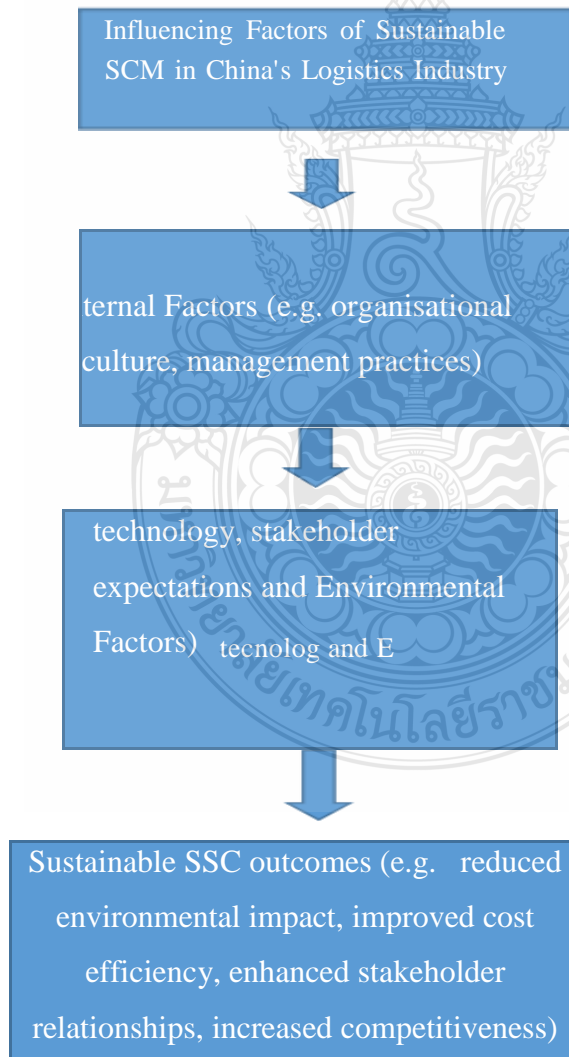 Influencing Factors of Sustainable
SCM in China's Logistics Industry
ternal Factors (e.g. organisational
culture, management practices)
technology, stakeholder
expectations and Environmental
Factors) tecnolog and E
Sustainable SSC outcomes (e.g. reduced
environmental impact, improved cost
efficiency, enhanced stakeholder
relationships, increased competitiveness)